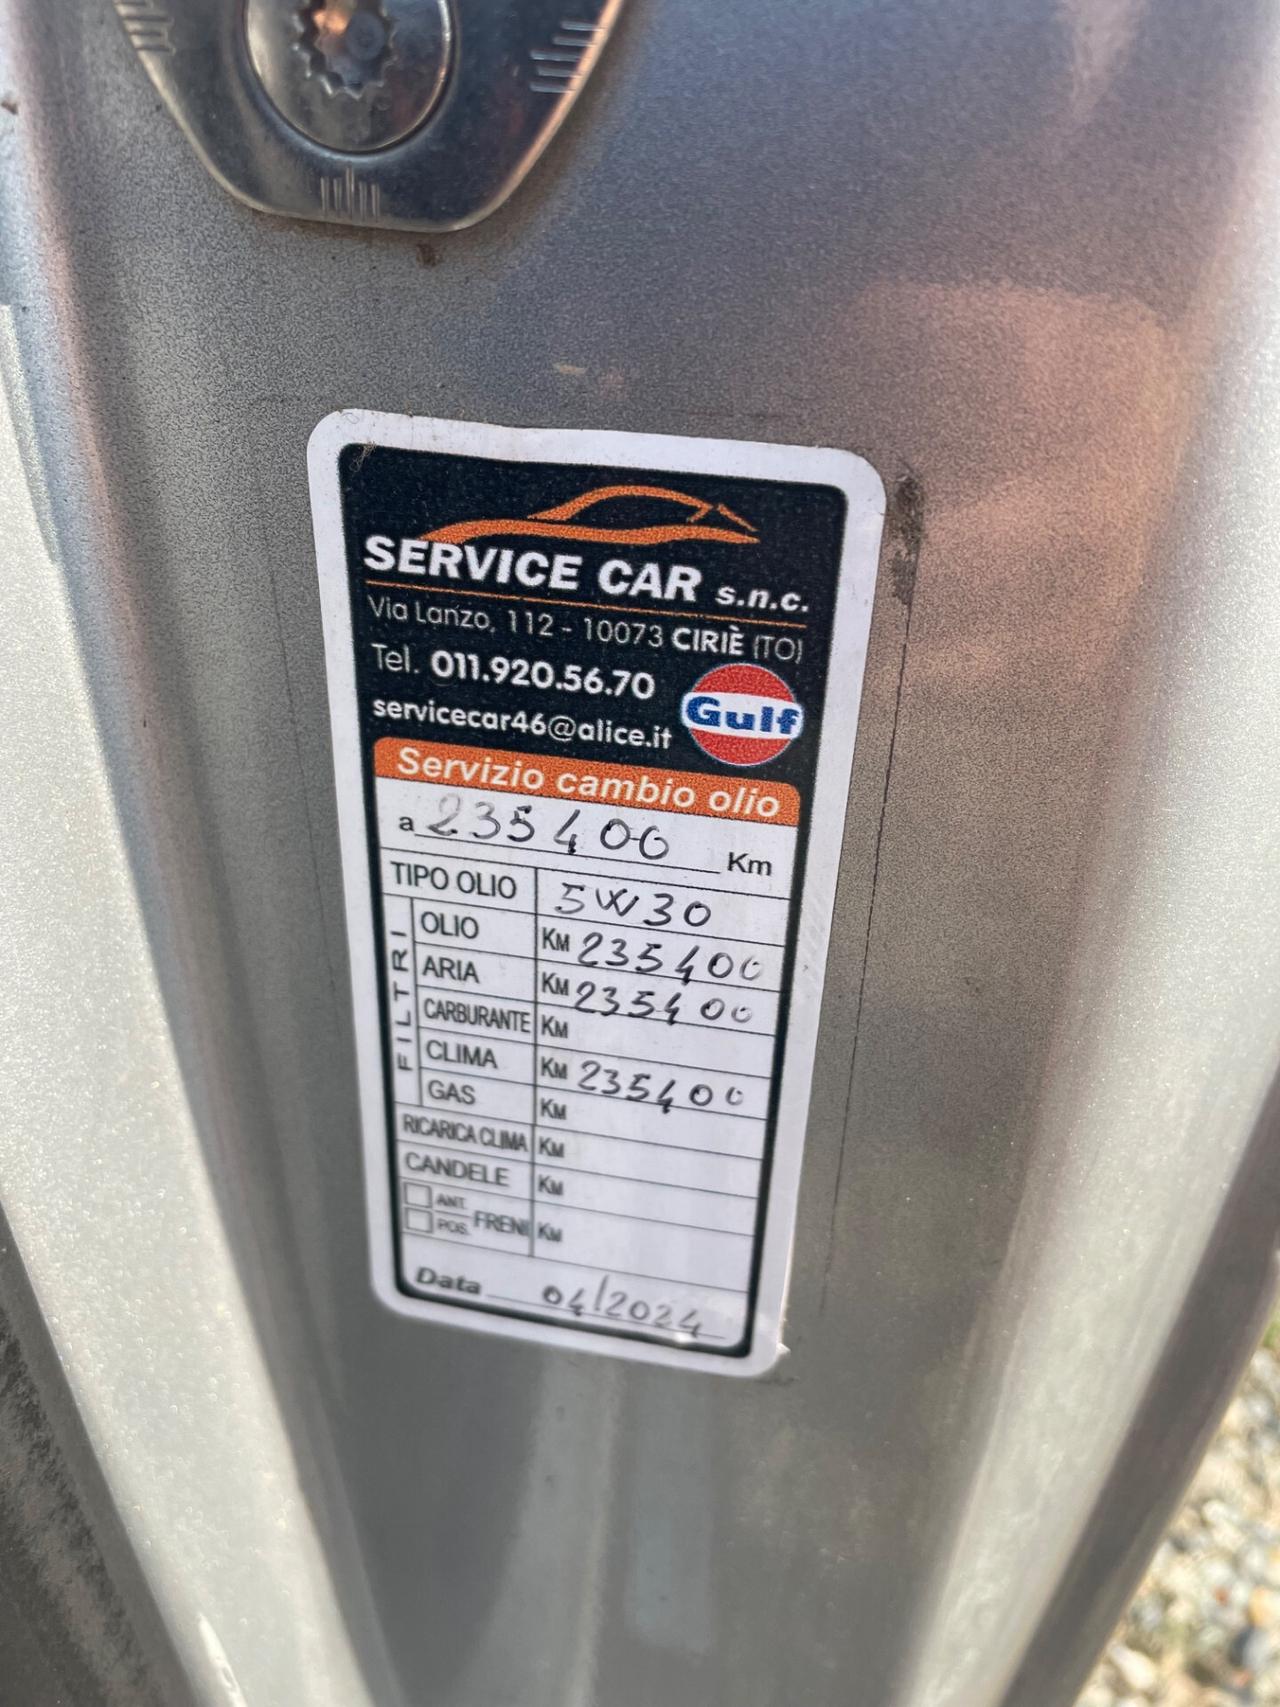 SERVICE CAR s.n.c.
Via Lanzo, 112 - 10073 CIRIÈ (TO)
Tel. 011.920.56.70
servicecar46@alice.it
Gulf
Servizio cambio olio
a 235400 Km
TIPO OLIO 5W30
FILTRI
OLIO KM 235400
ARIA KM 235400
CARBURANTE KM
CLIMA KM 235400
GAS KM
RICARICA CLIMA KM
CANDELE KM
ANT.
POS. FRENI KM
Data 04/2024